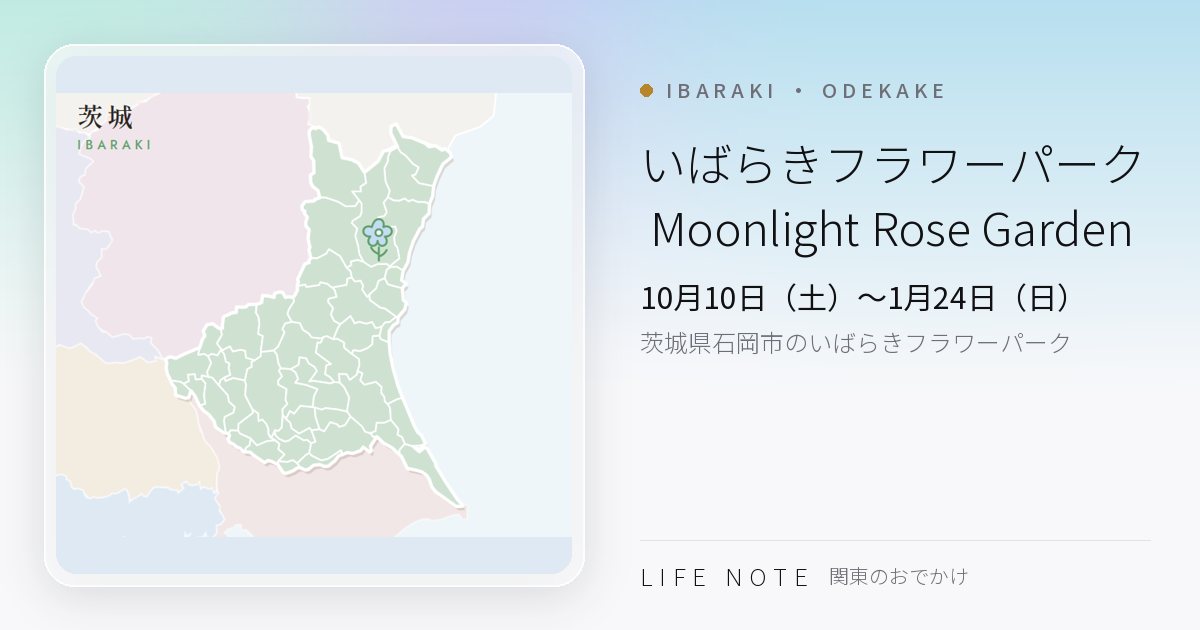 茨城
IBARAKI
IBARAKI • ODEKAKE
いばらきフラワーパーク
Moonlight Rose Garden
10月10日（土）〜1月24日（日）
茨城県石岡市のいばらきフラワーパーク
LIFE NOTE 関東のおでかけ